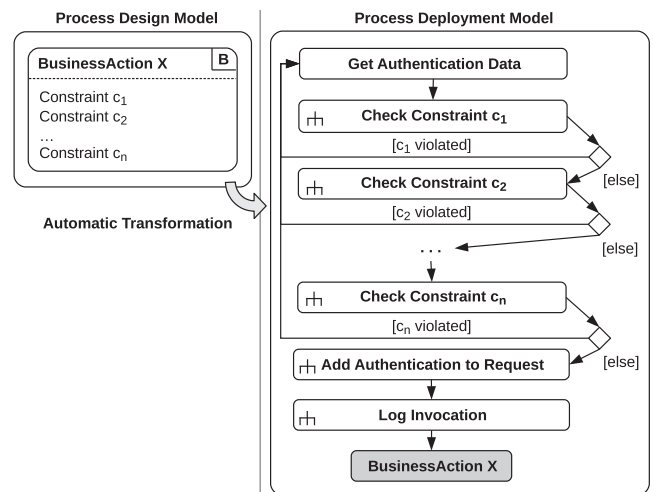 Process Design Model
BusinessAction X
B
Constraint c1
Constraint c2
...
Constraint cn
Automatic Transformation
Process Deployment Model
Get Authentication Data
Check Constraint c1
[c1 violated]
[else]
Check Constraint c2
[c2 violated]
[else]
...
Check Constraint cn
[cn violated]
[else]
Add Authentication to Request
Log Invocation
BusinessAction X